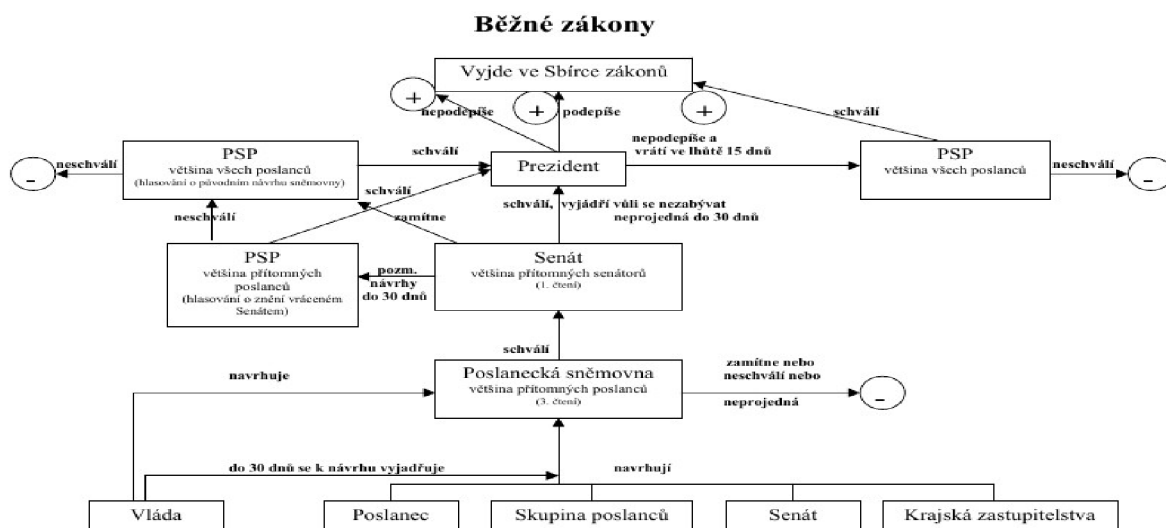 Běžné zákony
Vyjde ve Sbírce zákonů
+
+
+
nepodepíše
podepíše
schválí
neschválí
-
PSP
většina všech poslanců
(hlasování o původním návrhu sněmovny)
schválí
Prezident
nepodepíše a
vrátí ve lhůtě 15 dnů
PSP
většina všech poslanců
neschválí
-
schválí
neschválí
zamítne
schválí, vyjádří vůli se nezabývat
neprojedná do 30 dnů
PSP
většina přítomných
poslanců
(hlasování o znění vráceném
Senátem)
pozm.
návrhy
do 30 dnů
Senát
většina přítomných senátorů
(1. čtení)
schválí
navrhuje
Poslanecká sněmovna
většina přítomných poslanců
(3. čtení)
zamítne nebo
neschválí nebo
neprojedná
-
do 30 dnů se k návrhu vyjadřuje
navrhují
Vláda
Poslanec
Skupina poslanců
Senát
Krajská zastupitelstva